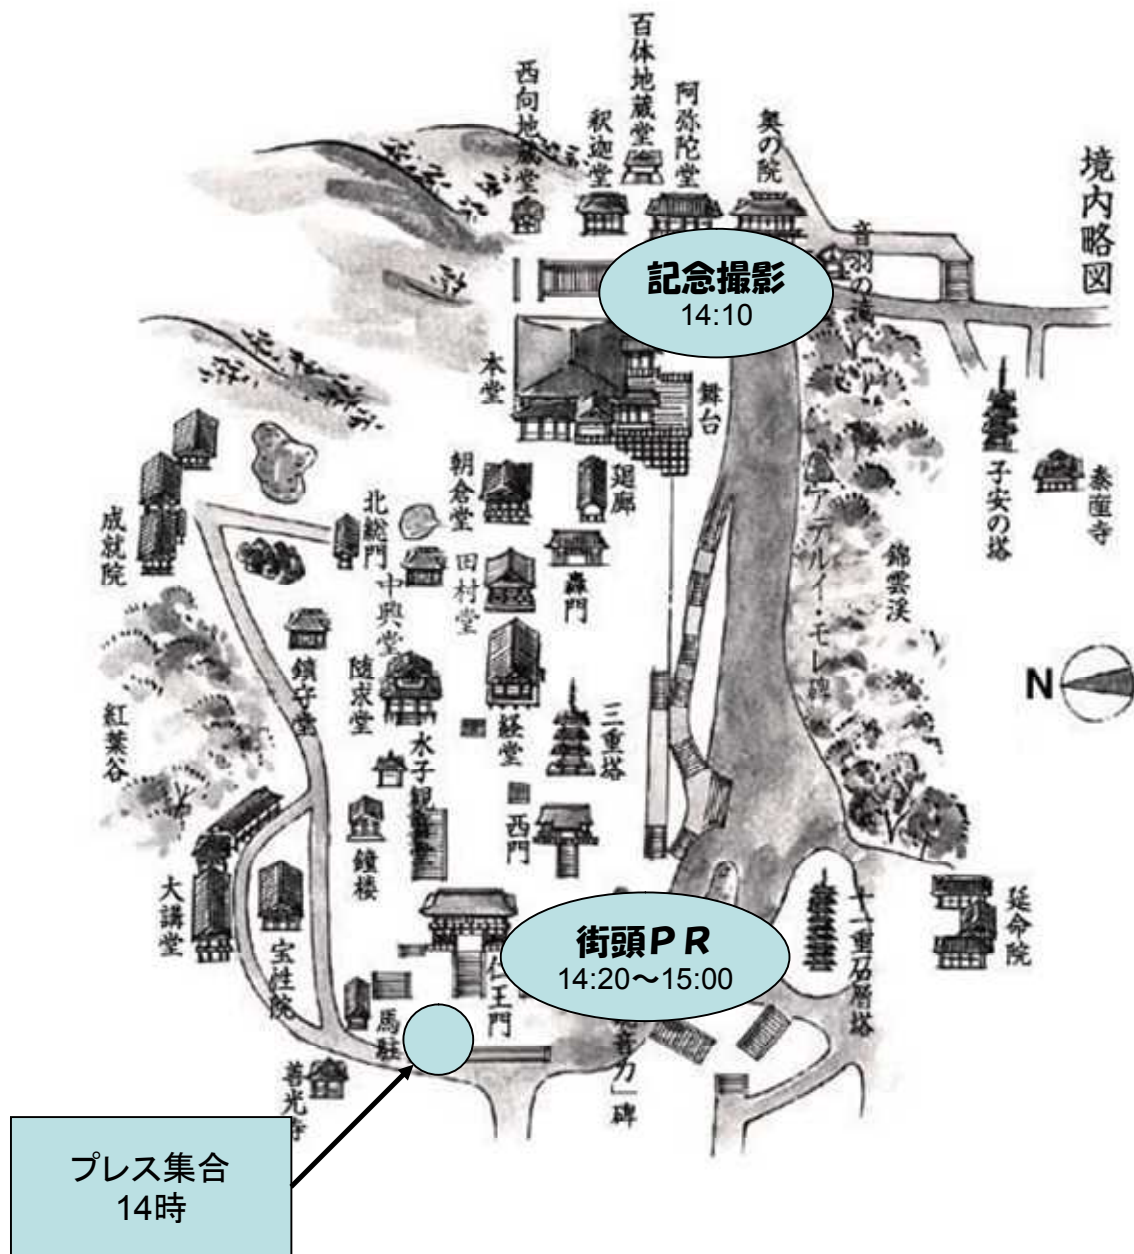 境内略図
百体地蔵堂
西向地蔵堂
釈迦堂
阿弥陀堂
奥の院
音羽の滝
記念撮影
14:10
本堂
舞台
子安の塔
泰産寺
朝倉堂
廻廊
成就院
北総門
中興堂
田村堂
轟門
アテルイ・モレ碑
錦雲渓
N
鎮守堂
随求堂
経堂
三重塔
紅葉谷
水子観音堂
西門
鐘楼
大講堂
宝性院
仁王門
街頭PR
14:20～15:00
十一重石層塔
延命院
馬駐
善光寺
音力」碑
プレス集合
14時